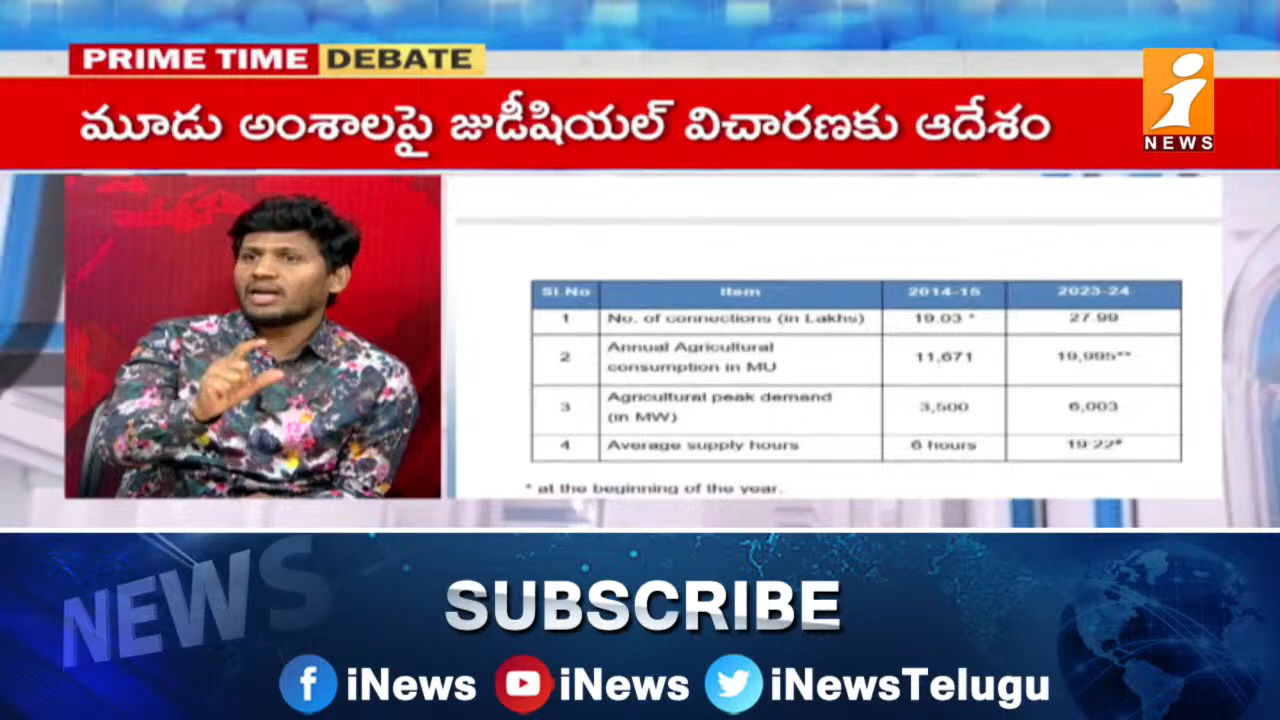 PRIME TIME DEBATE
మూడు అంశాలపై జుడీషియల్ విచారణకు ఆదేశం
i
NEWS
Sl.No Item 2014-15 2023-24
1 No. of connections (in Lakhs) 19.03 * 27.99
2 Annual Agricultural consumption in MU 11,671 19,995**
3 Agricultural peak demand (in MW) 3,500 6,003
4 Average supply hours 6 hours 19:22#
* at the beginning of the year.
NEWS
SUBSCRIBE
iNews iNews iNewsTelugu